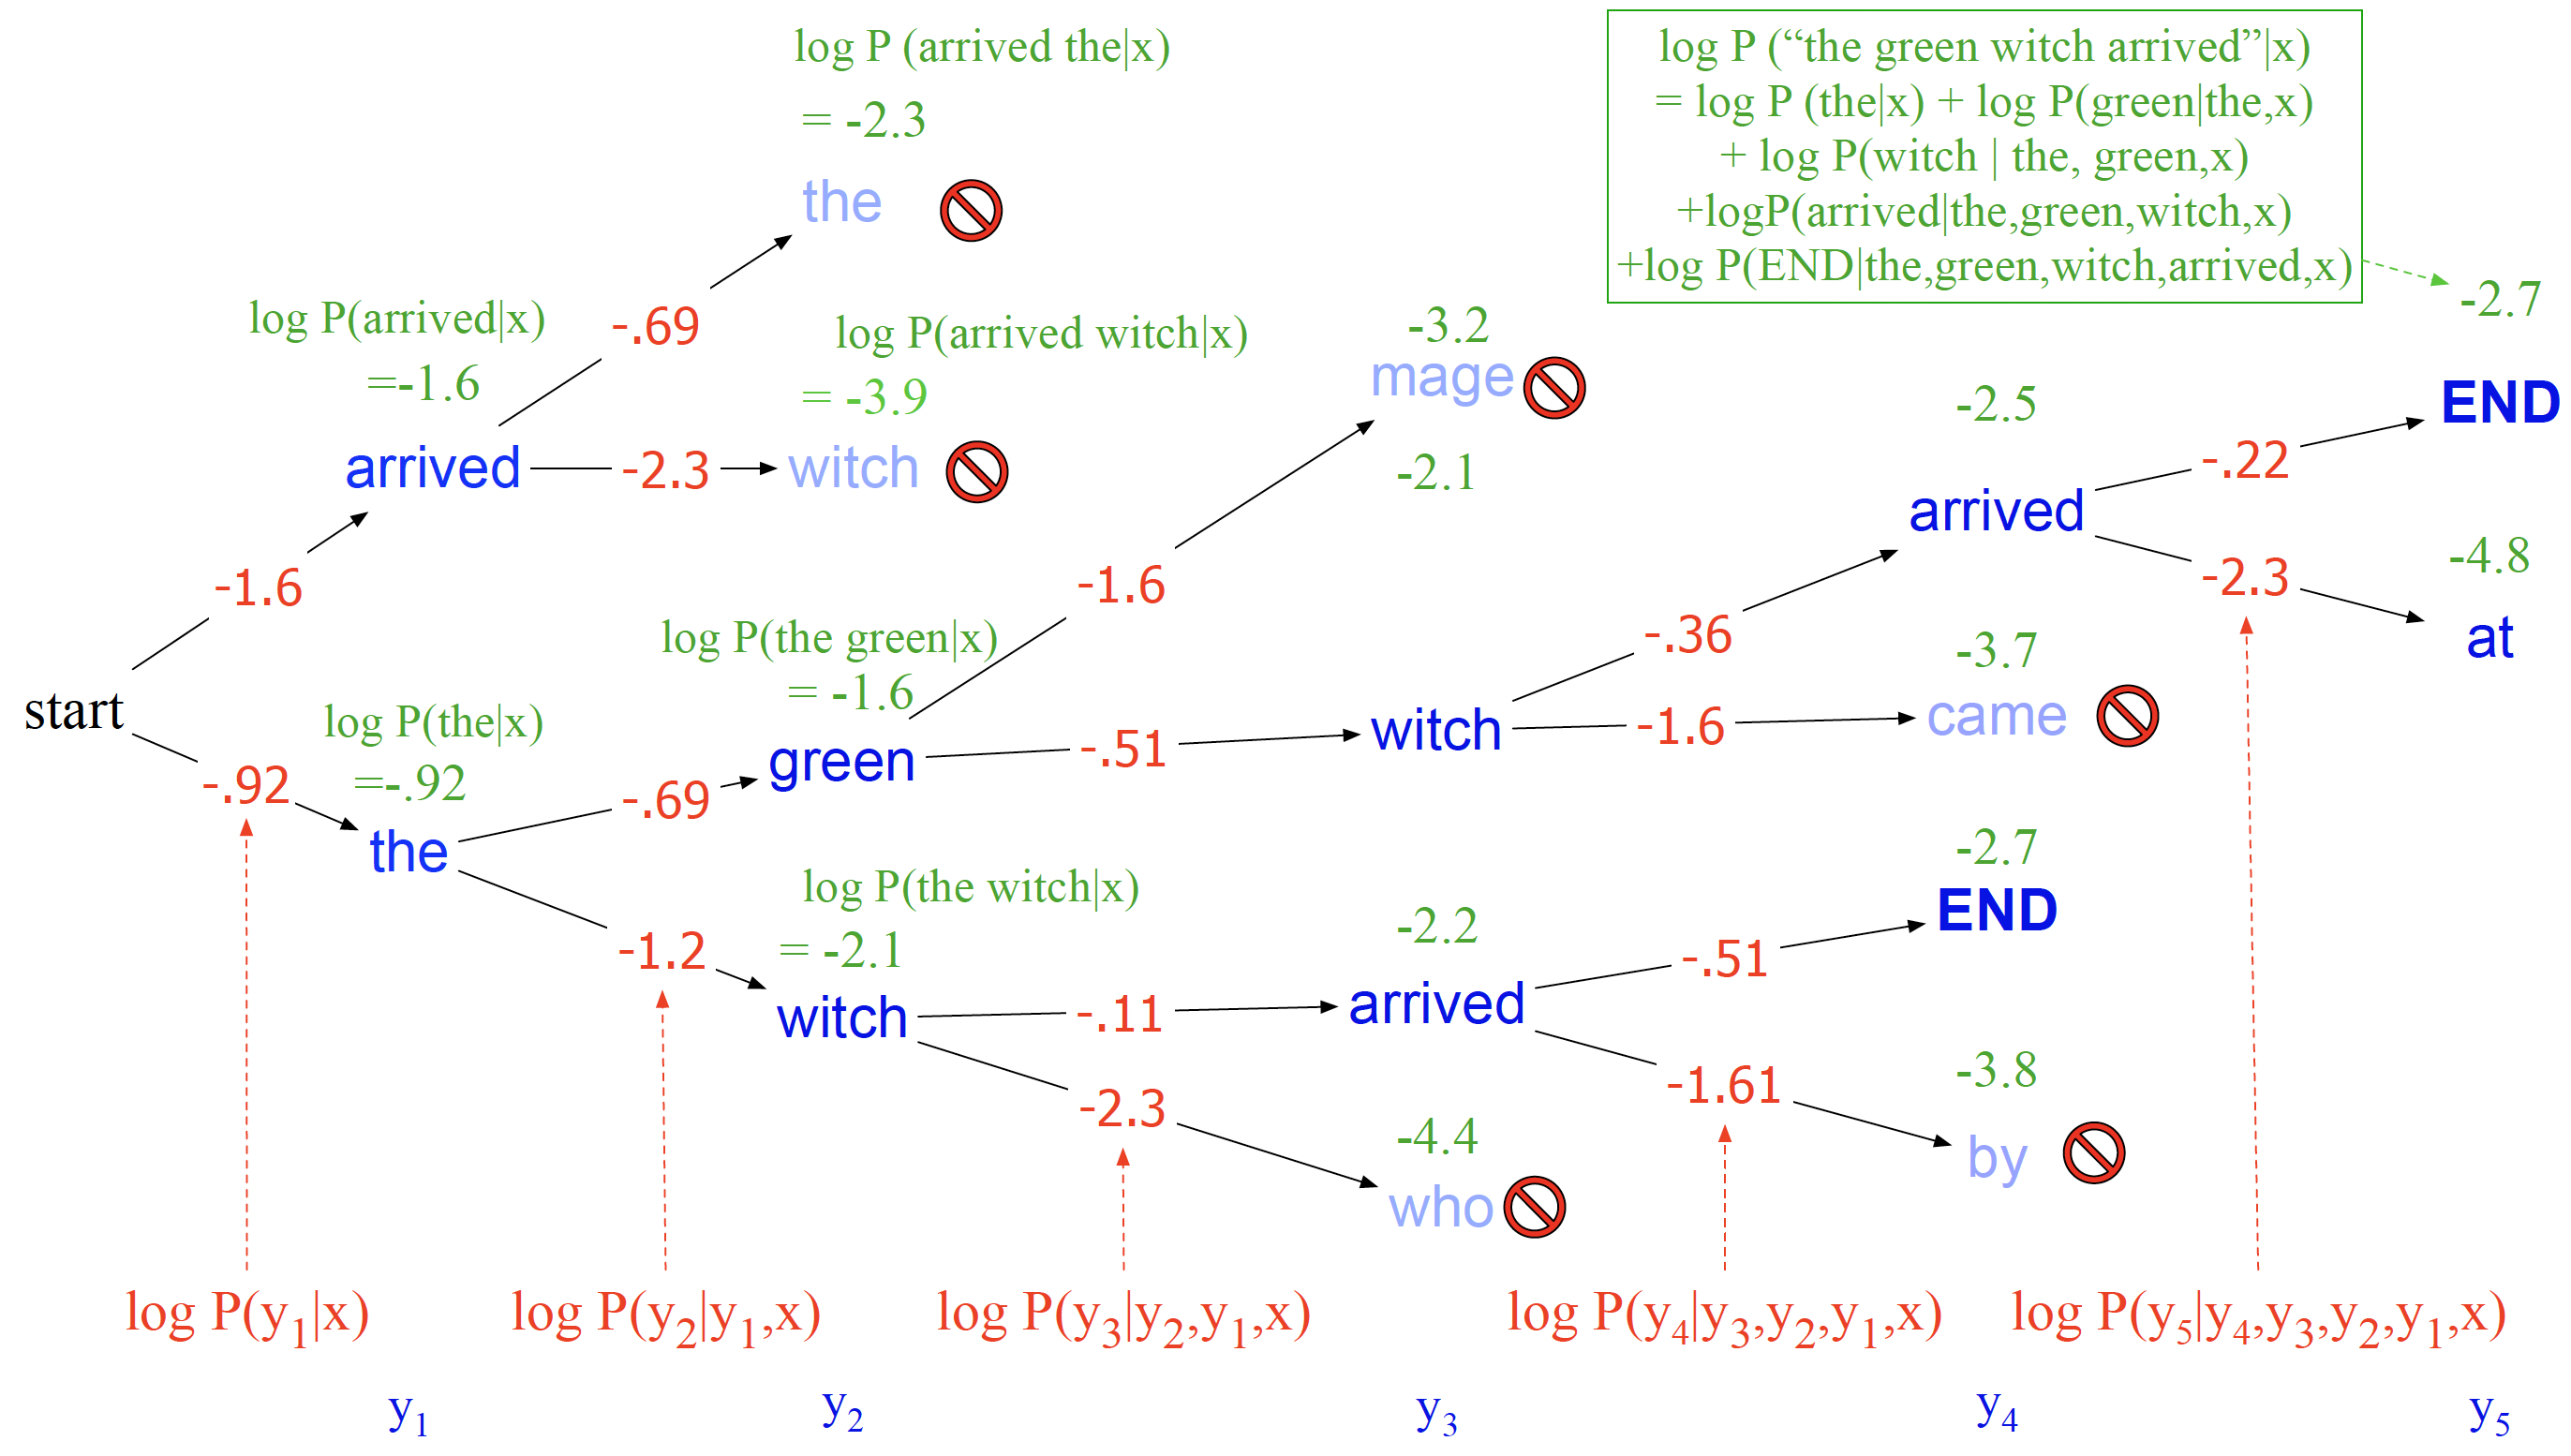 log P (arrived the|x)
= -2.3
the
log P(arrived|x)
=-1.6
arrived
-.69
log P(arrived witch|x)
= -3.9
-2.3
witch
-1.6
start
-.92
log P(the|x)
=-.92
the
log P(the green|x)
= -1.6
-.69
green
-1.2
log P(the witch|x)
= -2.1
witch
-3.2
mage
-2.1
-1.6
-.51
witch
-2.2
-.11
arrived
-2.3
-4.4
who
log P (“the green witch arrived”|x)
= log P (the|x) + log P(green|the,x)
+ log P(witch | the, green,x)
+logP(arrived|the,green,witch,x)
+log P(END|the,green,witch,arrived,x)
-2.5
arrived
-.36
-3.7
-1.6
came
-2.7
END
-.51
-1.61
-3.8
by
-2.7
END
-.22
-4.8
-2.3
at
log P(y1|x) log P(y2|y1,x) log P(y3|y2,y1,x) log P(y4|y3,y2,y1,x) log P(y5|y4,y3,y2,y1,x)
y1 y2 y3 y4 y5